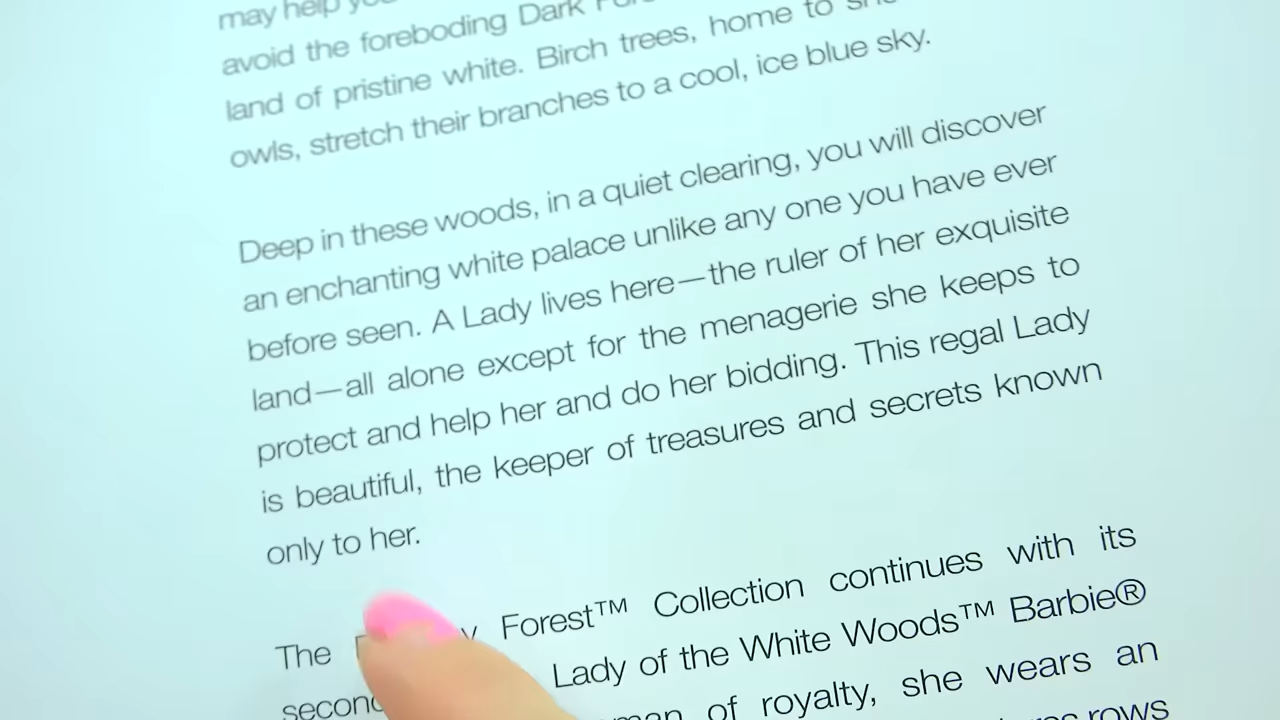 may help
avoid the foreboding Dark
land of pristine white. Birch trees, home to
owls, stretch their branches to a cool, ice blue sky.
Deep in these woods, in a quiet clearing, you will discover
an enchanting white palace unlike any one you have ever
before seen. A Lady lives here—the ruler of her exquisite
land—all alone except for the menagerie she keeps to
protect and help her and do her bidding. This regal Lady
is beautiful, the keeper of treasures and secrets known
only to her.
The Forest™ Collection continues with its
Lady of the White Woods™ Barbie®
of royalty, she wears an
rows